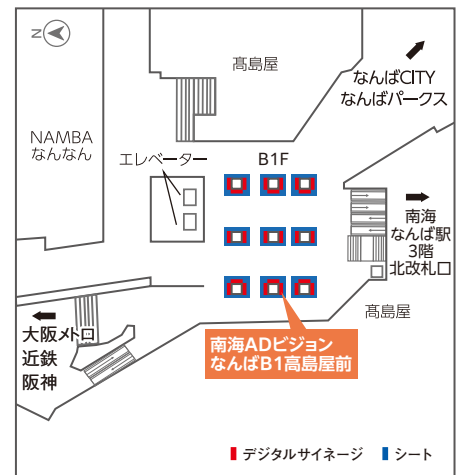 Z
髙島屋
なんばCITY
なんばパークス
NAMBA
なんなん
エレベーター
B1F
南海
なんば駅
3階
北改札口
髙島屋
大阪メトロ
近鉄
阪神
南海ADビジョン
なんばB1高島屋前
デジタルサイネージ
シート